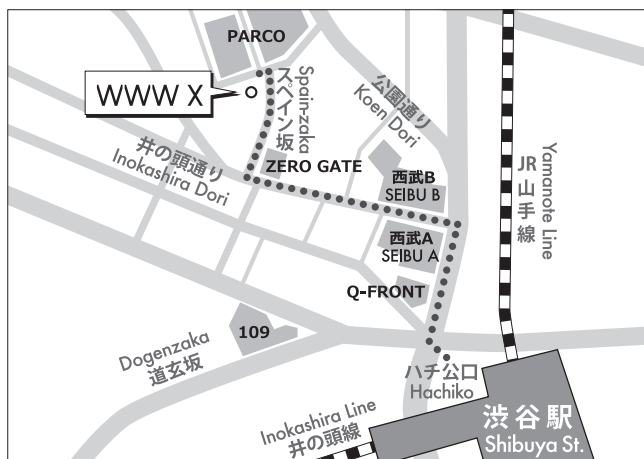 PARCO
WWW X
スペイン坂
Spain-zaka
公園通り
Koen Dori
井の頭通り
Inokashira Dori
ZERO GATE
西武B
SEIBU B
西武A
SEIBU A
Q-FRONT
JR山手線
Yamanote Line
109
Dogenzaka
道玄坂
ハチ公口
Hachiko
Inokashira Line
井の頭線
渋谷駅
Shibuya St.